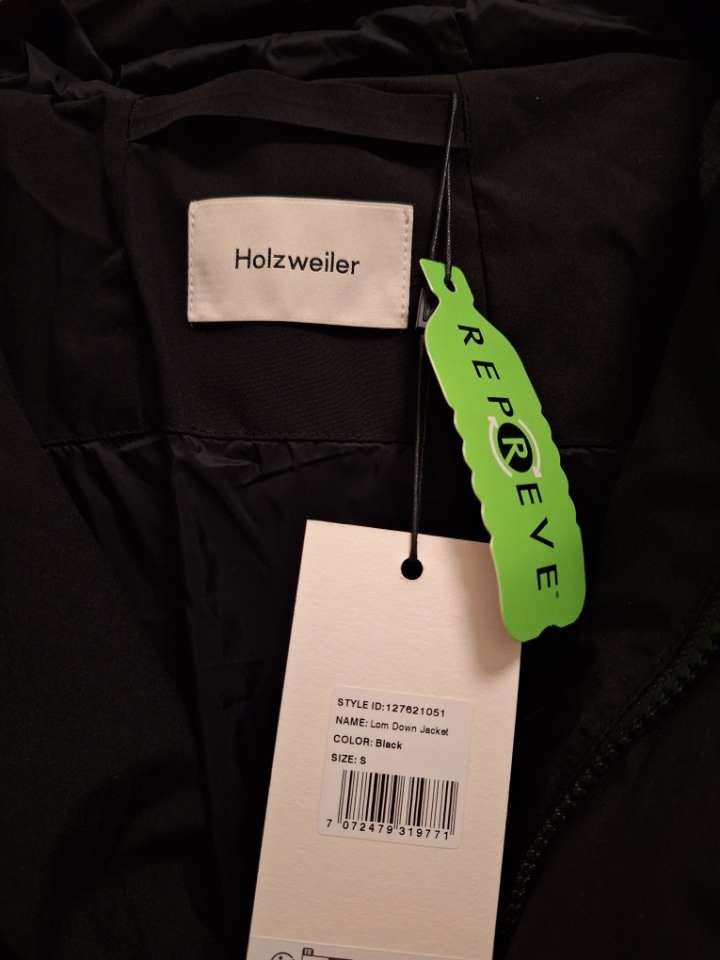 Holzweiler
REPREVE®
STYLE ID:127621051
NAME: Lom Down Jacket
COLOR: Black
SIZE: S
7 072479 319771